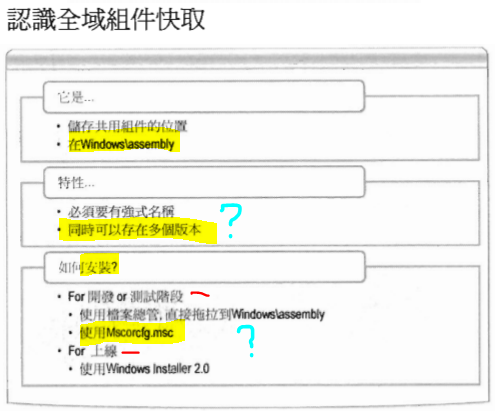 認識全域組件快取
它是...
• 儲存共用組件的位置
• 在Windows\assembly
特性...
• 必須要有強式名稱
?
• 同時可以存在多個版本
如何安裝?
• For 開發 or 測試階段
• 使用檔案總管,直接拖拉到Windows\assembly
• 使用Mscorcfg.msc
?
• For 上線
• 使用Windows Installer 2.0